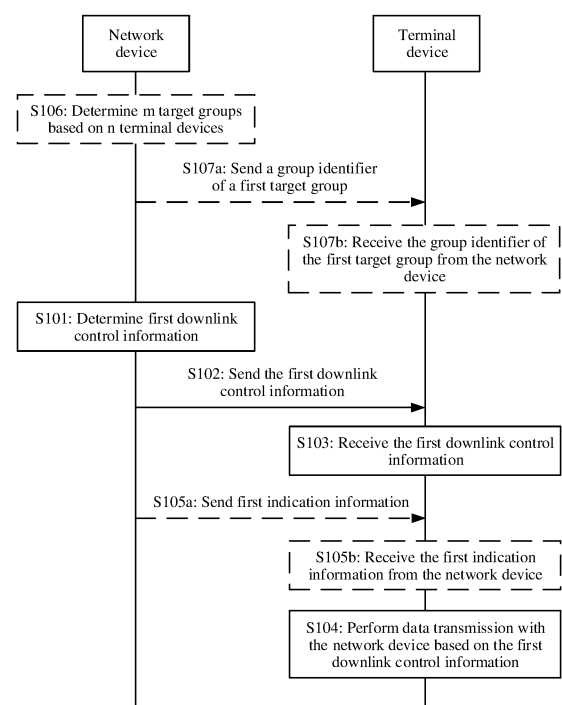 Network
device
Terminal
device
S106: Determine m target groups
based on n terminal devices
S107a: Send a group identifier
of a first target group
S107b: Receive the group identifier of
the first target group from the network
device
S101: Determine first downlink
control information
S102: Send the first downlink
control information
S103: Receive the first downlink control
information
S105a: Send first indication information
S105b: Receive the first indication
information from the network device
S104: Perform data transmission with
the network device based on the first
downlink control information